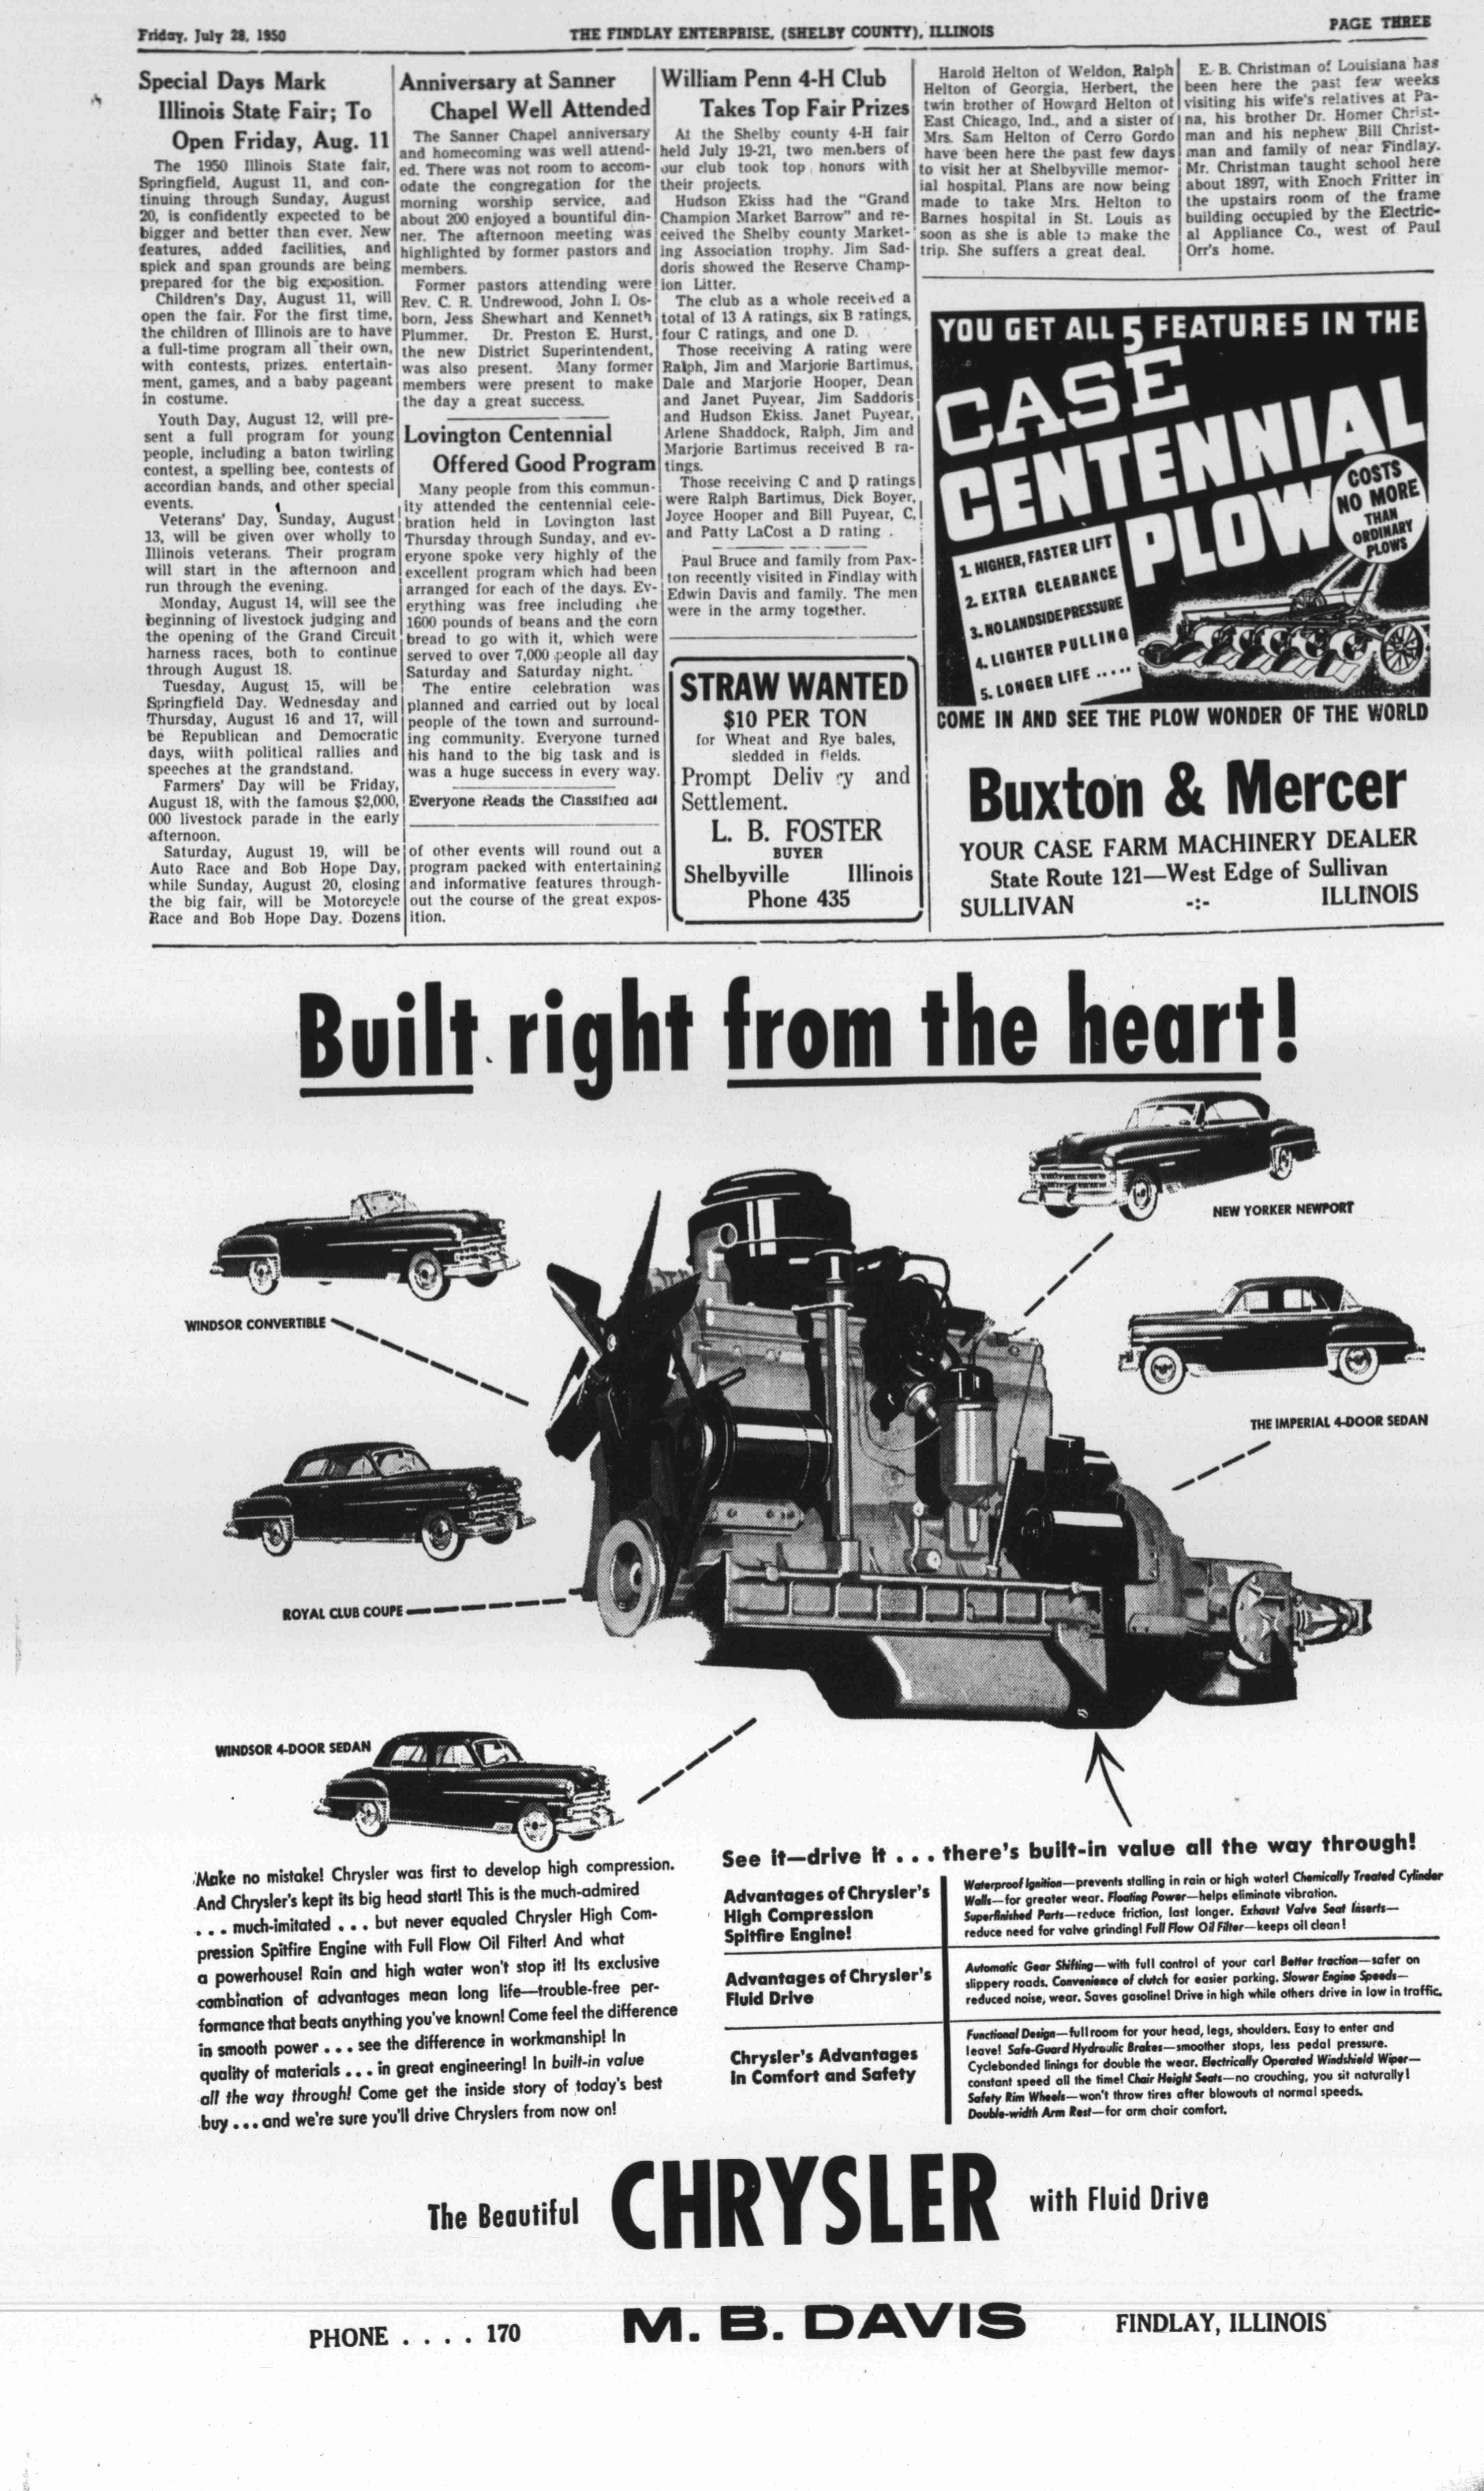 Friday, July 28, 1950
THE FINDLAY ENTERPRISE, (SHELBY COUNTY), ILLINOIS
PAGE THREE
Special Days Mark
Illinois State Fair; To
Open Friday, Aug. 11
The 1950 Illinois State fair,
Springfield, August 11, and con-
tinuing through Sunday, August
20, is confidently expected to be
bigger and better than ever. New
features, added facilities, and
spick and span grounds are being
prepared for the big exposition.
Children's Day, August 11, will
open the fair. For the first time,
the children of Illinois are to have
a full-time program all their own,
with contests, prizes. entertain-
ment, games, and a baby pageant
in costume.
Youth Day, August 12, will pre-
sent a full program for young
people, including a baton twirling
contest, a spelling bee, contests of
accordian bands, and other special
events.
Veterans' Day, Sunday, August
13, will be given over wholly to
Illinois veterans. Their program
will start in the afternoon and
run through the evening.
Monday, August 14, will see the
beginning of livestock judging and
the opening of the Grand Circuit
harness races, both to continue
through August 18.
Tuesday, August 15, will be
Springfield Day. Wednesday and
Thursday, August 16 and 17, will
be Republican and Democratic
days, wiith political rallies and
speeches at the grandstand.
Farmers' Day will be Friday,
August 18, with the famous $2,000,
000 livestock parade in the early
afternoon.
Saturday, August 19, will be
Auto Race and Bob Hope Day,
while Sunday, August 20, closing
the big fair, will be Motorcycle
Race and Bob Hope Day. Dozens
of other events will round out a
program packed with entertaining
and informative features through-
out the course of the great expos-
ition.
Anniversary at Sanner
Chapel Well Attended
The Sanner Chapel anniversary
and homecoming was well attend-
ed. There was not room to accom-
odate the congregation for the
morning worship service, and
about 200 enjoyed a bountiful din-
ner. The afternoon meeting was
highlighted by former pastors and
members.
Former pastors attending were
Rev. C. R. Undrewood, John I. Os-
born, Jess Shewhart and Kenneth
Plummer. Dr. Preston E. Hurst,
the new District Superintendent,
was also present. Many former
members were present to make
the day a great success.
Lovington Centennial
Offered Good Program
Many people from this commun-
ity attended the centennial cele-
bration held in Lovington last
Thursday through Sunday, and ev-
eryone spoke very highly of the
excellent program which had been
arranged for each of the days. Ev-
erything was free including the
1600 pounds of beans and the corn
bread to go with it, which were
served to over 7,000 people all day
Saturday and Saturday night.
The entire celebration was
planned and carried out by local
people of the town and surround-
ing community. Everyone turned
his hand to the big task and is
was a huge success in every way.
Everyone Reads the Classified ads
William Penn 4-H Club
Takes Top Fair Prizes
At the Shelby county 4-H fair
held July 19-21, two members of
our club took top honors with
their projects.
Hudson Ekiss had the "Grand
Champion Market Barrow" and re-
ceived the Shelby county Market-
ing Association trophy. Jim Sad-
doris showed the Reserve Champ-
ion Litter.
The club as a whole received a
total of 13 A ratings, six B ratings,
four C ratings, and one D.
Those receiving A rating were
Ralph, Jim and Marjorie Bartimus,
Dale and Marjorie Hooper, Dean
and Janet Puyear, Jim Saddoris
and Hudson Ekiss. Janet Puyear,
Arlene Shaddock, Ralph, Jim and
Marjorie Bartimus received B ra-
tings.
Those receiving C and D ratings
were Ralph Bartimus, Dick Boyer,
Joyce Hooper and Bill Puyear, C,
and Patty LaCost a D rating .
Paul Bruce and family from Pax-
ton recently visited in Findlay with
Edwin Davis and family. The men
were in the army together.
STRAW WANTED
$10 PER TON
for Wheat and Rye bales,
sledded in fields.
Prompt Deliv ry and
Settlement.
L. B. FOSTER
BUYER
Shelbyville Illinois
Phone 435
Harold Helton of Weldon, Ralph
Helton of Georgia, Herbert, the
twin brother of Howard Helton of
East Chicago, Ind., and a sister of
Mrs. Sam Helton of Cerro Gordo
have been here the past few days
to visit her at Shelbyville memor-
ial hospital. Plans are now being
made to take Mrs. Helton to
Barnes hospital in St. Louis as
soon as she is able to make the
trip. She suffers a great deal.
E. B. Christman of Louisiana has
been here the past few weeks
visiting his wife's relatives at Pa-
na, his brother Dr. Homer Christ-
man and his nephew Bill Christ-
man and family of near Findlay.
Mr. Christman taught school here
about 1897, with Enoch Fritter in
the upstairs room of the frame
building occupied by the Electric-
al Appliance Co., west of Paul
Orr's home.
YOU GET ALL 5 FEATURES IN THE
CASE
CENTENNIAL
PLOW
COSTS
NO MORE
THAN
ORDINARY
PLOWS
1. HIGHER, FASTER LIFT
2. EXTRA CLEARANCE
3. NO LANDSIDE PRESSURE
4. LIGHTER PULLING
5. LONGER LIFE .....
COME IN AND SEE THE PLOW WONDER OF THE WORLD
Buxton & Mercer
YOUR CASE FARM MACHINERY DEALER
State Route 121—West Edge of Sullivan
SULLIVAN -:- ILLINOIS
Built right from the heart!
NEW YORKER NEWPORT
WINDSOR CONVERTIBLE
THE IMPERIAL 4-DOOR SEDAN
ROYAL CLUB COUPE
WINDSOR 4-DOOR SEDAN
Make no mistake! Chrysler was first to develop high compression.
And Chrysler's kept its big head start! This is the much-admired
. . . much-imitated . . . but never equaled Chrysler High Com-
pression Spitfire Engine with Full Flow Oil Filter! And what
a powerhouse! Rain and high water won't stop it! Its exclusive
combination of advantages mean long life—trouble-free per-
formance that beats anything you've known! Come feel the difference
in smooth power . . . see the difference in workmanship! In
quality of materials . . . in great engineering! In built-in value
all the way through! Come get the inside story of today's best
buy . . . and we're sure you'll drive Chryslers from now on!
See it—drive it . . . there's built-in value all the way through!
Advantages of Chrysler's
High Compression
Spitfire Engine!
Waterproof Ignition—prevents stalling in rain or high water! Chemically Treated Cylinder
Walls—for greater wear. Floating Power—helps eliminate vibration.
Superfinished Parts—reduce friction, last longer. Exhaust Valve Seat Inserts—
reduce need for valve grinding! Full Flow Oil Filter—keeps oil clean!
Advantages of Chrysler's
Fluid Drive
Automatic Gear Shifting—with full control of your car! Better traction—safer on
slippery roads. Convenience of clutch for easier parking. Slower Engine Speeds—
reduced noise, wear. Saves gasoline! Drive in high while others drive in low in traffic.
Chrysler's Advantages
In Comfort and Safety
Functional Design—full room for your head, legs, shoulders. Easy to enter and
leave! Safe-Guard Hydraulic Brakes—smoother stops, less pedal pressure.
Cyclebonded linings for double the wear. Electrically Operated Windshield Wiper—
constant speed all the time! Chair Height Seats—no crouching, you sit naturally!
Safety Rim Wheels—won't throw tires after blowouts at normal speeds.
Double-width Arm Rest—for arm chair comfort.
The Beautiful CHRYSLER with Fluid Drive
PHONE . . . . 170 M. B. DAVIS FINDLAY, ILLINOIS